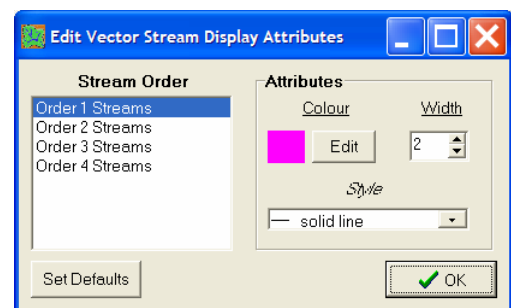 Edit Vector Stream Display Attributes
Stream Order
Order 1 Streams
Order 2 Streams
Order 3 Streams
Order 4 Streams
Attributes
Colour Width
Edit 2
Style
solid line
Set Defaults
OK